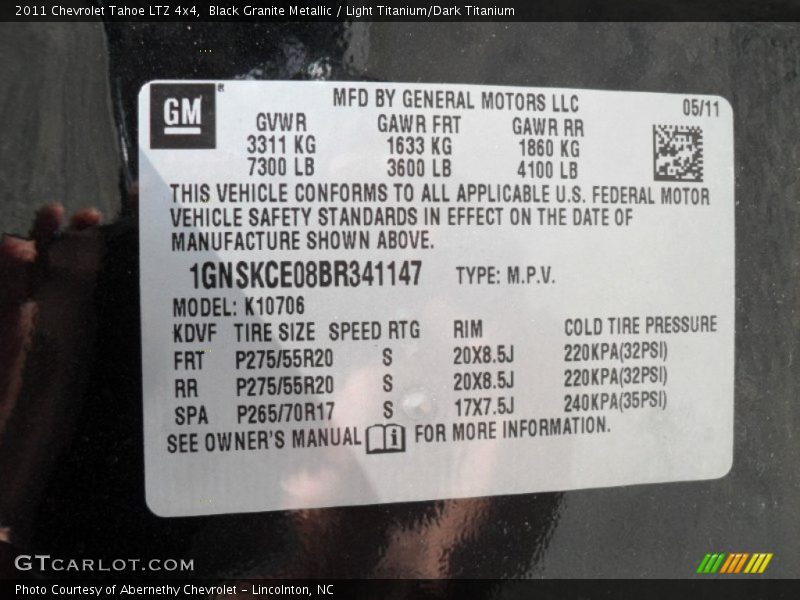 2011 Chevrolet Tahoe LTZ 4x4, Black Granite Metallic / Light Titanium/Dark Titanium
GM®
MFD BY GENERAL MOTORS LLC
05/11
GVWR GAWR FRT GAWR RR
3311 KG 1633 KG 1860 KG
7300 LB 3600 LB 4100 LB
THIS VEHICLE CONFORMS TO ALL APPLICABLE U.S. FEDERAL MOTOR
VEHICLE SAFETY STANDARDS IN EFFECT ON THE DATE OF
MANUFACTURE SHOWN ABOVE.
1GNSKCE08BR341147 TYPE: M.P.V.
MODEL: K10706
KDVF TIRE SIZE SPEED RTG RIM COLD TIRE PRESSURE
FRT P275/55R20 S 20X8.5J 220KPA(32PSI)
RR P275/55R20 S 20X8.5J 220KPA(32PSI)
SPA P265/70R17 S 17X7.5J 240KPA(35PSI)
SEE OWNER'S MANUAL i FOR MORE INFORMATION.
GTCARLOT.COM
Photo Courtesy of Abernethy Chevrolet - Lincolnton, NC